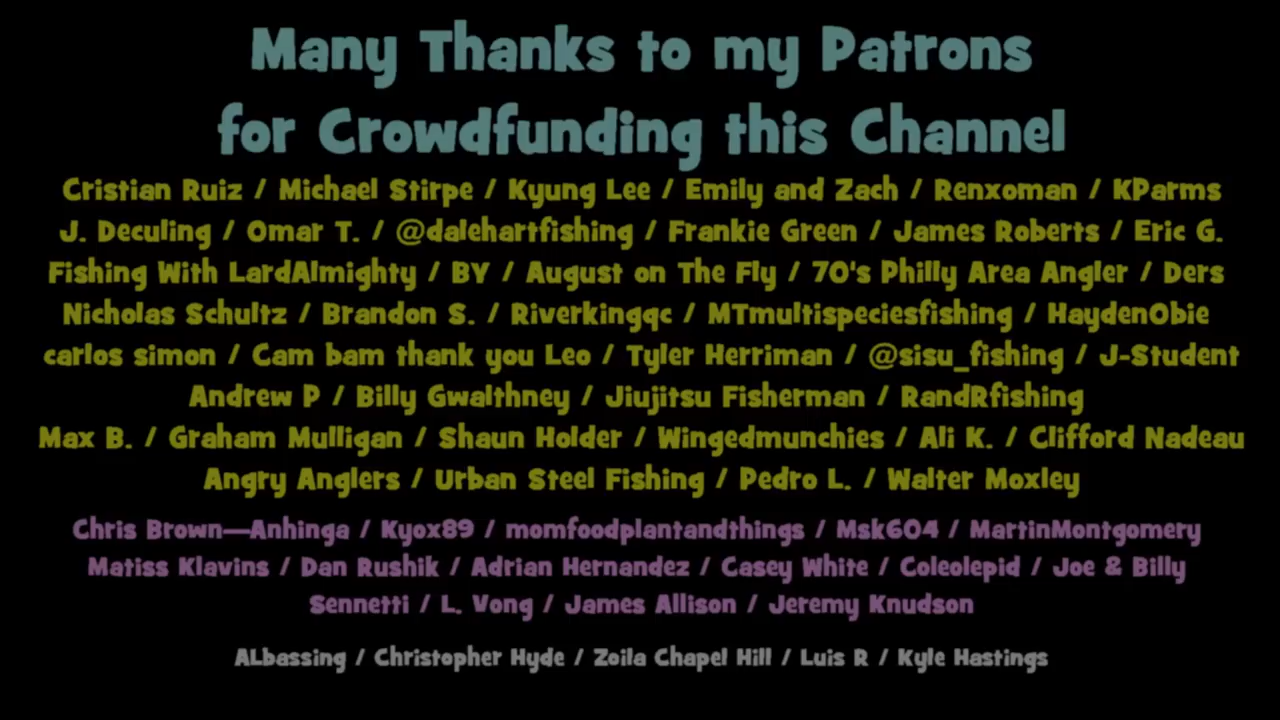 Many Thanks to my Patrons
for Crowdfunding this Channel
Cristian Ruiz / Michael Stirpe / Kyung Lee / Emily and Zach / Renxoman / KParms
J. Deculing / Omar T. / @dalehartfishing / Frankie Green / James Roberts / Eric G.
Fishing With LardAlmighty / BY / August on The Fly / 70's Philly Area Angler / Ders
Nicholas Schultz / Brandon S. / Riverkingqc / MTmultispeciesfishing / HaydenObie
carlos simon / Cam bam thank you Leo / Tyler Herriman / @sisu_fishing / J-Student
Andrew P / Billy Gwalthney / Jiujitsu Fisherman / RandRfishing
Max B. / Graham Mulligan / Shaun Holder / Wingedmunchies / Ali K. / Clifford Nadeau
Angry Anglers / Urban Steel Fishing / Pedro L. / Walter Moxley
Chris Brown—Anhinga / Kyox89 / momfoodplantandthings / Msk604 / MartinMontgomery
Matiss Klavins / Dan Rushik / Adrian Hernandez / Casey White / Coleolepid / Joe & Billy
Sennetti / L. Vong / James Allison / Jeremy Knudson
ALbassing / Christopher Hyde / Zoila Chapel Hill / Luis R / Kyle Hastings